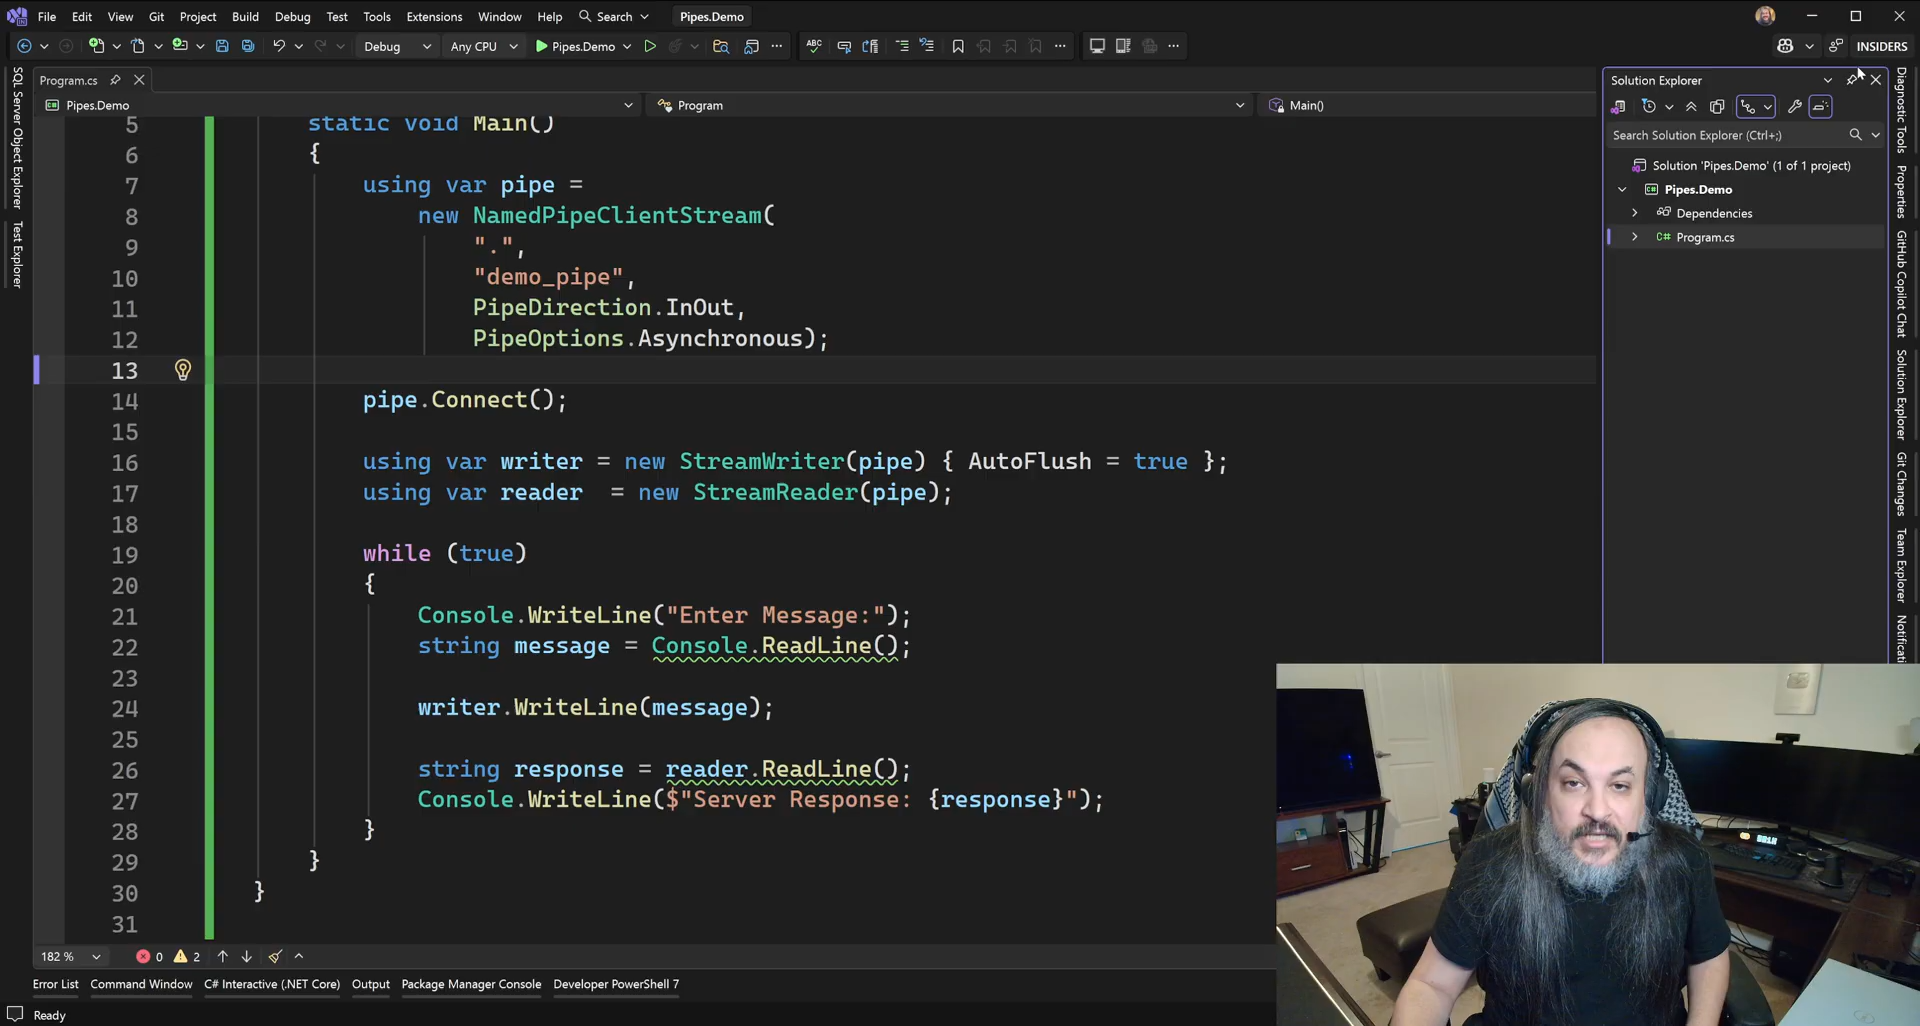 File Edit View Git Project Build Debug Test Tools Extensions Window Help Search Pipes.Demo
Debug Any CPU Pipes.Demo INSIDERS
Program.cs
Pipes.Demo Program Main()
5 static void Main()
6 {
7 using var pipe =
8 new NamedPipeClientStream(
9 ".",
10 "demo_pipe",
11 PipeDirection.InOut,
12 PipeOptions.Asynchronous);
13
14 pipe.Connect();
15
16 using var writer = new StreamWriter(pipe) { AutoFlush = true };
17 using var reader  = new StreamReader(pipe);
18
19 while (true)
20 {
21 Console.WriteLine("Enter Message:");
22 string message = Console.ReadLine();
23
24 writer.WriteLine(message);
25
26 string response = reader.ReadLine();
27 Console.WriteLine($"Server Response: {response}");
28 }
29 }
30 }
31
182 % 0 2
Error List Command Window C# Interactive (.NET Core) Output Package Manager Console Developer PowerShell 7
Ready
SQL Server Object Explorer
Test Explorer
Solution Explorer
Search Solution Explorer (Ctrl+;)
Solution 'Pipes.Demo' (1 of 1 project)
C# Pipes.Demo
Dependencies
C# Program.cs
Diagnostic Tools
Properties
GitHub Copilot Chat
Solution Explorer
Git Changes
Team Explorer
Notificati